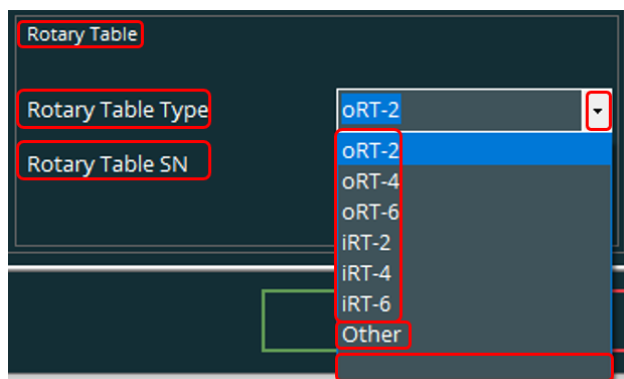 Rotary Table
Rotary Table Type
oRT-2
Rotary Table SN
oRT-2
oRT-4
oRT-6
iRT-2
iRT-4
iRT-6
Other